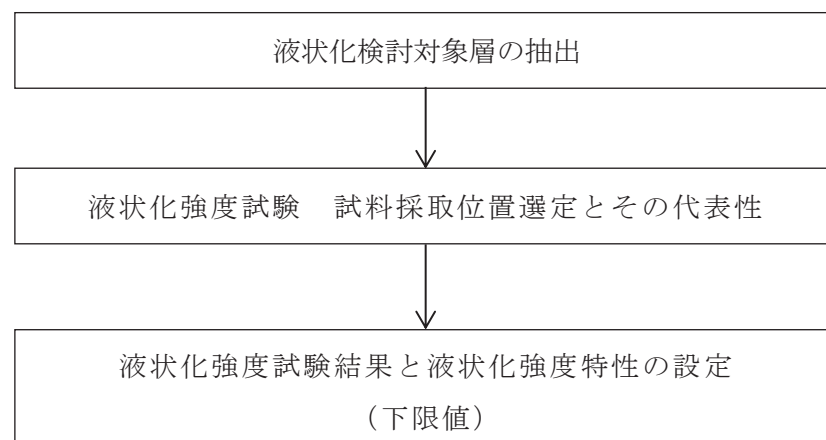 液状化検討対象層の抽出
液状化強度試験　試料採取位置選定とその代表性
液状化強度試験結果と液状化強度特性の設定
（下限値）